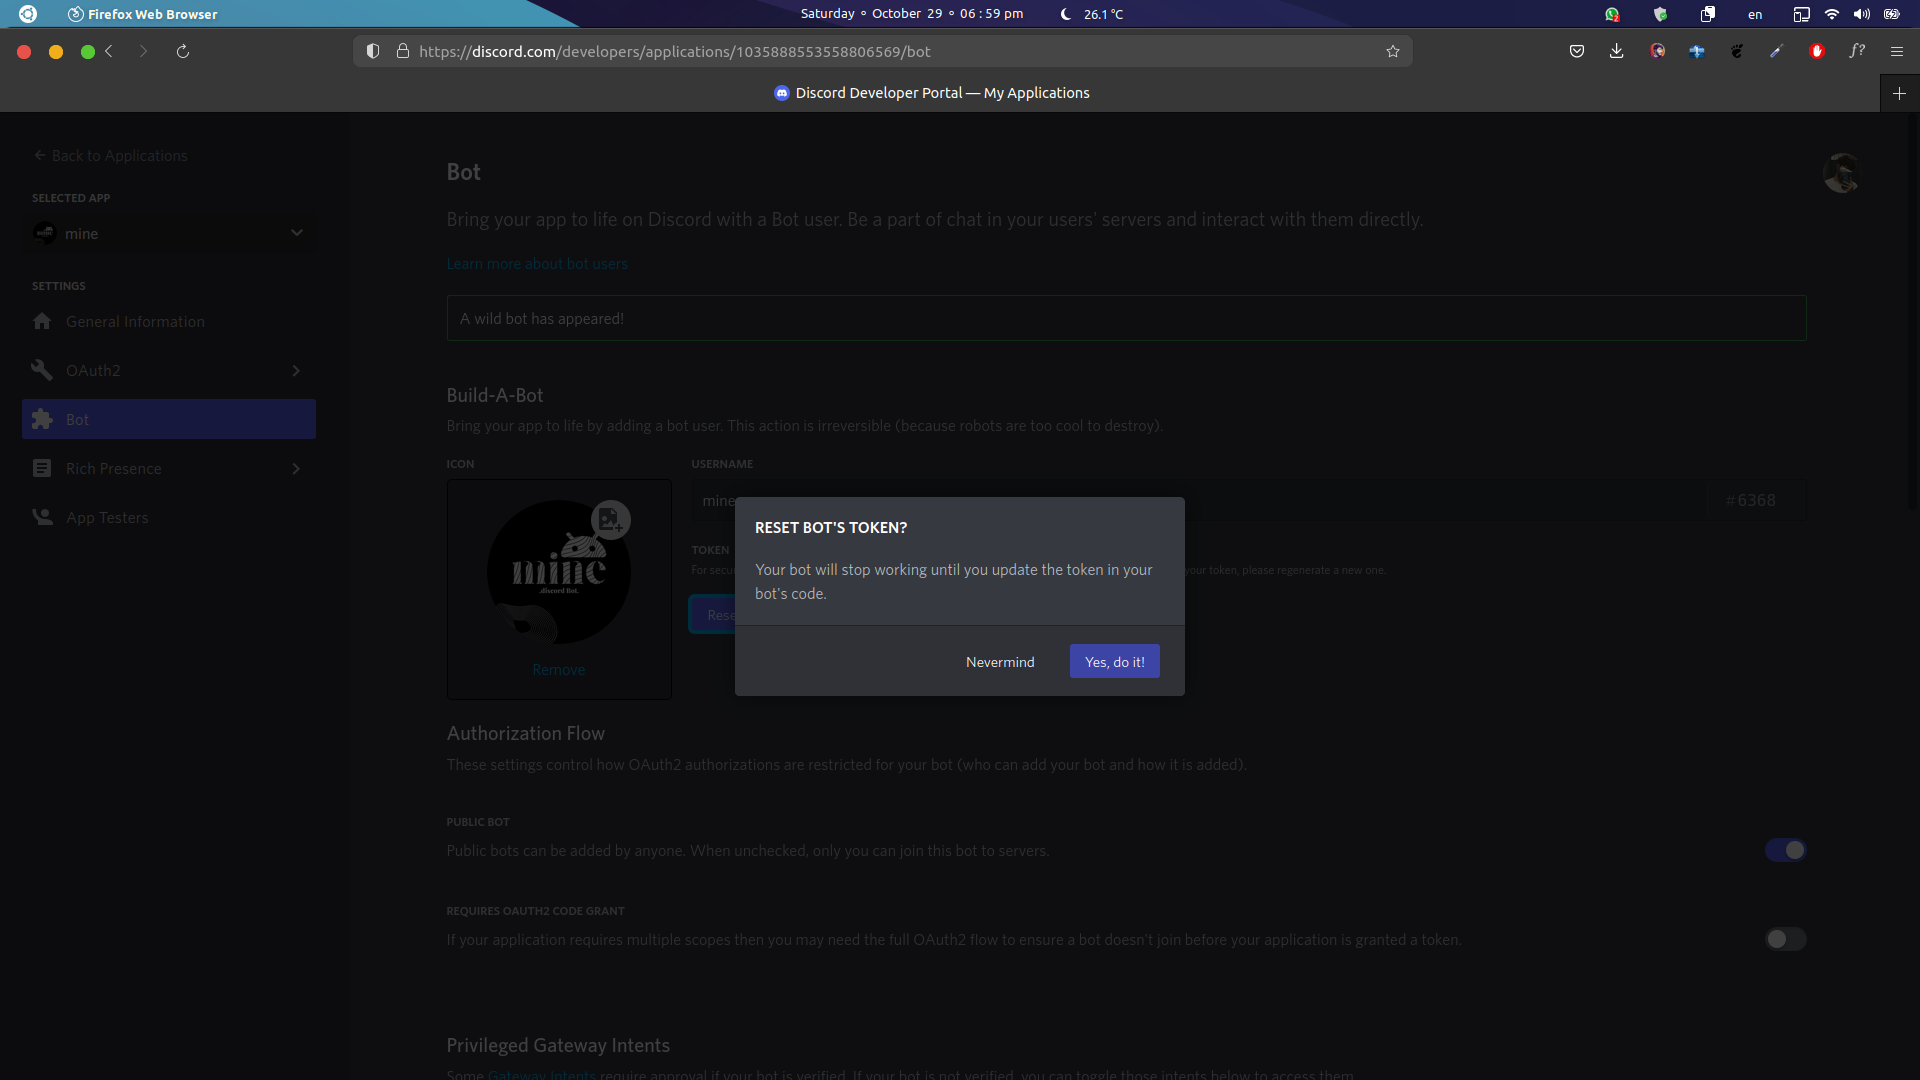 Firefox Web Browser
Saturday ∘ October 29 ∘ 06 : 59 pm
26.1 °C
2
en
https://discord.com/developers/applications/1035888553558806569/bot
f?
Discord Developer Portal — My Applications
Back to Applications
SELECTED APP
mine
SETTINGS
General Information
OAuth2
Bot
Rich Presence
App Testers
Bot
Bring your app to life on Discord with a Bot user. Be a part of chat in your users' servers and interact with them directly.
Learn more about bot users
A wild bot has appeared!
Build-A-Bot
Bring your app to life by adding a bot user. This action is irreversible (because robots are too cool to destroy).
ICON
mine
.discord Bot.
Remove
USERNAME
mine
#6368
TOKEN
For secu
your token, please regenerate a new one.
Rese
RESET BOT'S TOKEN?
Your bot will stop working until you update the token in your
bot's code.
Nevermind
Yes, do it!
Authorization Flow
These settings control how OAuth2 authorizations are restricted for your bot (who can add your bot and how it is added).
PUBLIC BOT
Public bots can be added by anyone. When unchecked, only you can join this bot to servers.
REQUIRES OAUTH2 CODE GRANT
If your application requires multiple scopes then you may need the full OAuth2 flow to ensure a bot doesn't join before your application is granted a token.
Privileged Gateway Intents
Some Gateway Intents require approval if your bot is verified. If your bot is not verified, you can toggle those intents below to access them.